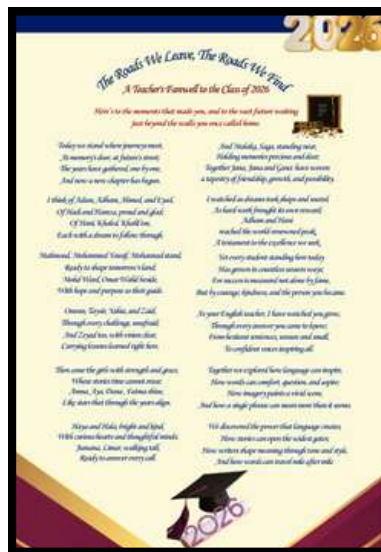 2026
The Roads We Leave, The Roads We Find
A Teacher's Farewell to the Class of 2026
Here's to the moments that made you, and to the vast future waiting
just beyond the walls you once called home.
Today we stand where journeys meet,
At memory's door, at future's street;
The years have gathered, one by one,
And now a new chapter has begun.
I think of Adam, Adham, Ahmad, and Eyad,
Of Hadi and Hamza, proud and glad;
Of Hani, Khaled, Khalil too,
Each with a dream to follow through.
Mahmoud, Mohammed Yousif, Mohammad stand,
Ready to shape tomorrow's land;
Mohd Ward, Omar Walid beside,
With hope and purpose as their guide.
Osama, Tayib, Yahia, and Zaid,
Through every challenge, unafraid;
And Zeyad too, with vision clear,
Carrying lessons learned right here.
Then come the girls with strength and grace,
Whose stories time cannot erase:
Amna, Aya, Dana, Fatima shine,
Like stars that through the years align.
Haya and Hala, bright and kind,
With curious hearts and thoughtful minds;
Jumana, Limar, walking tall,
Ready to answer every call.
And Malaka, Saga, standing near,
Holding memories precious and dear;
Together Jana, Jana and Ganer have woven
a tapestry of friendship, growth, and possibility.
I watched as dreams took shape and soared,
As hard work brought its own reward;
Adham and Hani
reached the world-renowned peak,
A testament to the excellence we seek.
Yet every student standing here today
Has grown in countless unseen ways;
For success is measured not alone by fame,
But by courage, kindness, and the person you became.
As your English teacher, I have watched you grow,
Through every answer you came to know;
From hesitant sentences, unsure and small,
To confident voices inspiring all.
Together we explored how language can inspire,
How words can comfort, question, and aspire;
How imagery paints a vivid scene,
And how a single phrase can mean more than it seems.
We discovered the power that language creates,
How stories can open the widest gates;
How writers shape meaning through tone and style,
And how words can travel mile after mile.
2026